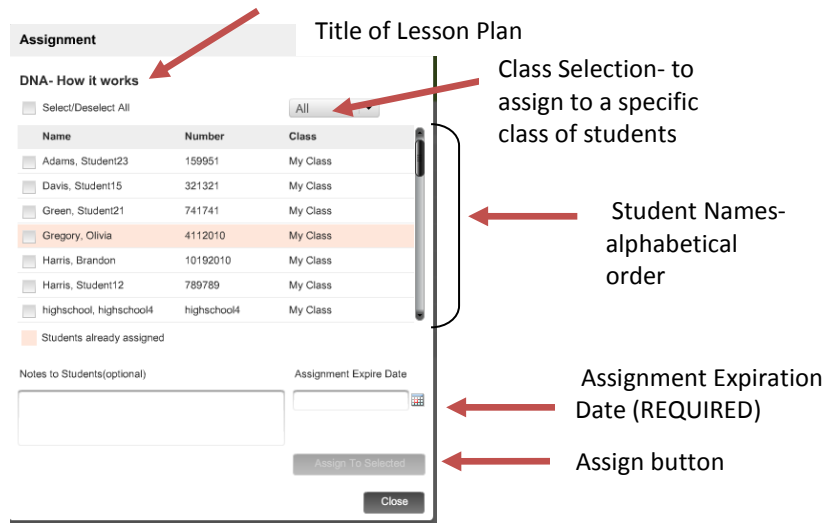 Title of Lesson Plan
Assignment
DNA- How it works
Select/Deselect All
All
Class Selection- to
assign to a specific
class of students
Name Number Class
Adams, Student23 159951 My Class
Davis, Student15 321321 My Class
Green, Student21 741741 My Class
Gregory, Olivia 4112010 My Class
Harris, Brandon 10192010 My Class
Harris, Student12 789789 My Class
highschool, highschool4 highschool4 My Class
Student Names-
alphabetical
order
Students already assigned
Notes to Students(optional) Assignment Expire Date
Assignment Expiration
Date (REQUIRED)
Assign To Selected
Assign button
Close